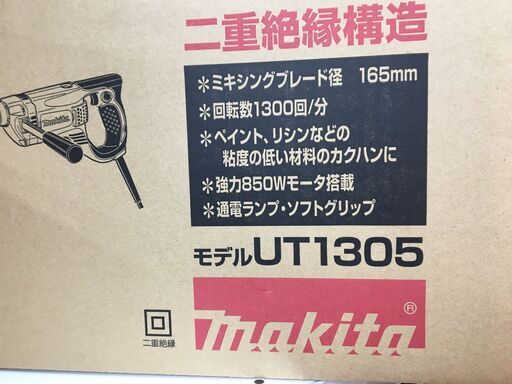 二重絶縁構造
＊ミキシングブレード径 165mm
＊回転数1300回/分
＊ペイント、リシンなどの
粘度の低い材料のカクハンに
＊強力850Wモータ搭載
＊通電ランプ・ソフトグリップ
モデルUT1305
makita®
二重絶縁
makita